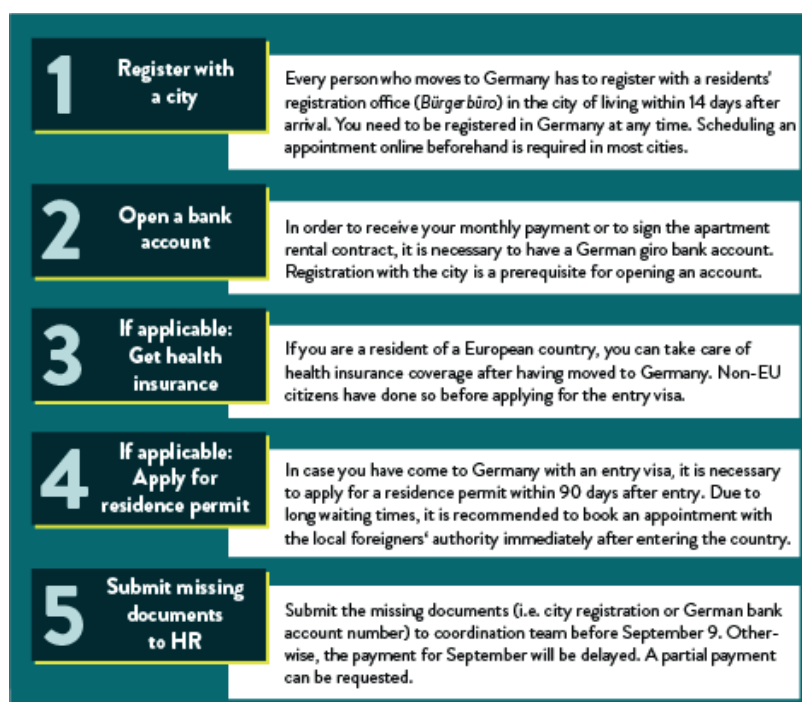 1
Register with
a city
Every person who moves to Germany has to register with a residents'
registration office (Bürgerbüro) in the city of living within 14 days after
arrival. You need to be registered in Germany at any time. Scheduling an
appointment online beforehand is required in most cities.
2
Open a bank
account
In order to receive your monthly payment or to sign the apartment
rental contract, it is necessary to have a German giro bank account.
Registration with the city is a prerequisite for opening an account.
3
If applicable:
Get health
insurance
If you are a resident of a European country, you can take care of
health insurance coverage after having moved to Germany. Non-EU
citizens have done so before applying for the entry visa.
4
If applicable:
Apply for
residence permit
In case you have come to Germany with an entry visa, it is necessary
to apply for a residence permit within 90 days after entry. Due to
long waiting times, it is recommended to book an appointment with
the local foreigners‘ authority immediately after entering the country.
5
Submit missing
documents
to HR
Submit the missing documents (i.e. city registration or German bank
account number) to coordination team before September 9. Other-
wise, the payment for September will be delayed. A partial payment
can be requested.